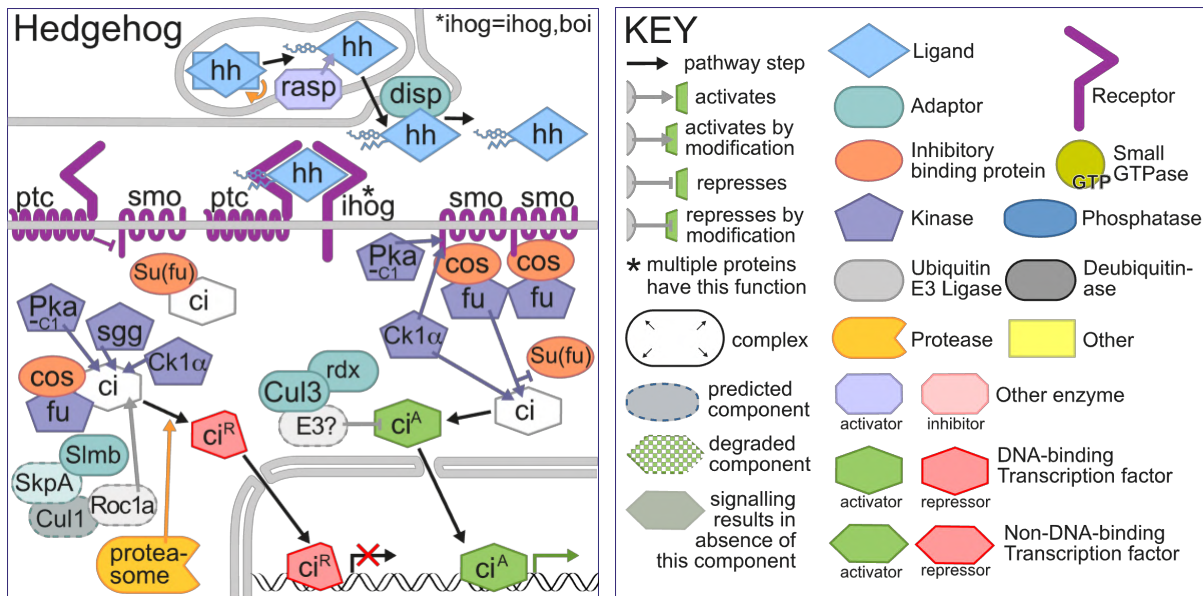 Hedgehog
*ihog=ihog,boi
hh
hh
rasp
disp
hh
hh
ptc
smo
ptc
hh
*
ihog
smo
smo
Su(fu)
ci
Pka
-C1
cos
cos
fu
fu
Pka
-C1
sgg
Ck1α
cos
fu
ci
Ck1α
Su(fu)
ci
rdx
Cul3
E3?
ciᴬ
ciᴿ
Slmb
SkpA
Cul1
Roc1a
protea-
some
ciᴿ
ciᴬ
KEY
pathway step
activates
activates by
modification
represses
represses by
modification
* multiple proteins
have this function
complex
predicted
component
degraded
component
signalling
results in
absence of
this component
Ligand
Receptor
Adaptor
Inhibitory
binding protein
Small
GTPase
GTP
Kinase
Phosphatase
Ubiquitin
E3 Ligase
Deubiquitin-
ase
Protease
Other
Other enzyme
activator
inhibitor
DNA-binding
Transcription factor
activator
repressor
Non-DNA-binding
Transcription factor
activator
repressor